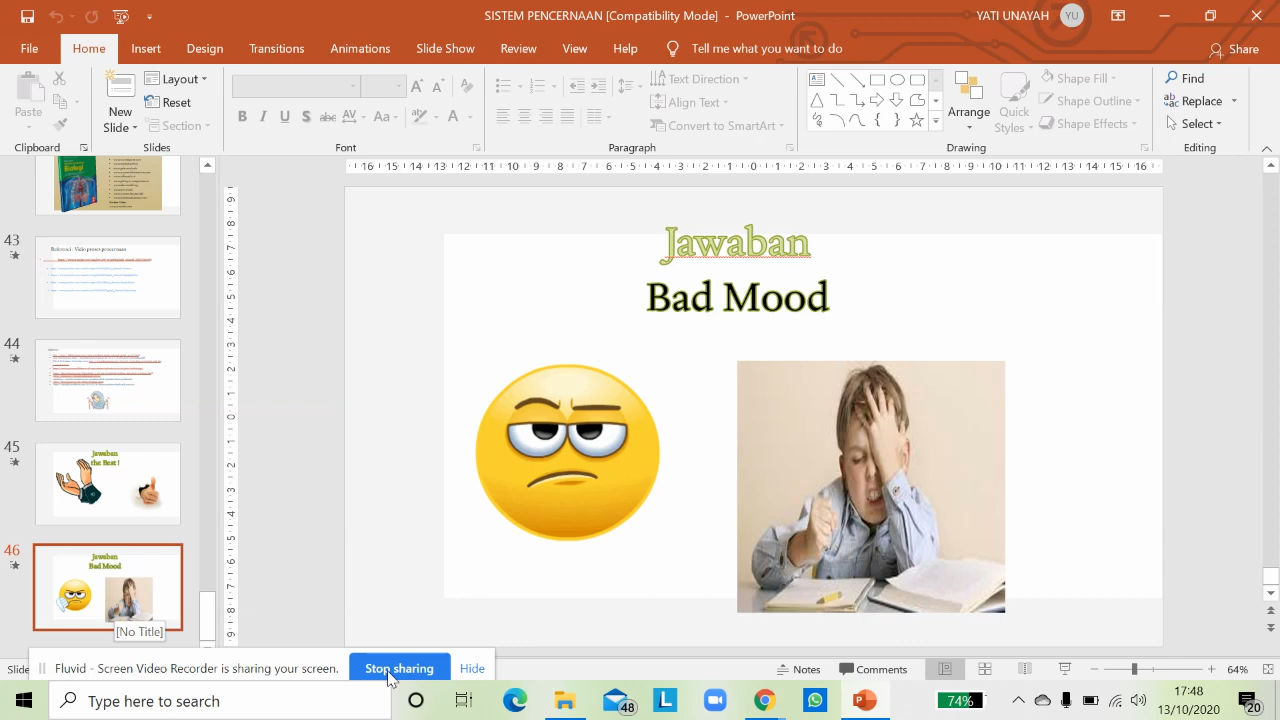 SISTEM PENCERNAAN [Compatibility Mode] - PowerPoint
YATI UNAYAH
YU
File
Home
Insert
Design
Transitions
Animations
Slide Show
Review
View
Help
Tell me what you want to do
Share
Paste
New
Slide
Layout
Reset
Section
Text Direction
Align Text
Convert to SmartArt
Arrange
Quick
Styles
Shape Fill
Shape Outline
Shape Effects
Find
Replace
Select
Clipboard
Slides
Font
Paragraph
Drawing
Editing
43
44
45
Jawaban
the Best !
46
Jawaban
Bad Mood
[No Title]
Jawaban
Bad Mood
Slide
Fluvid - Screen Video Recorder is sharing your screen.
Stop sharing
Hide
Notes
Comments
64%
Type here to search
48
74%
17:48
13/10/2020
20